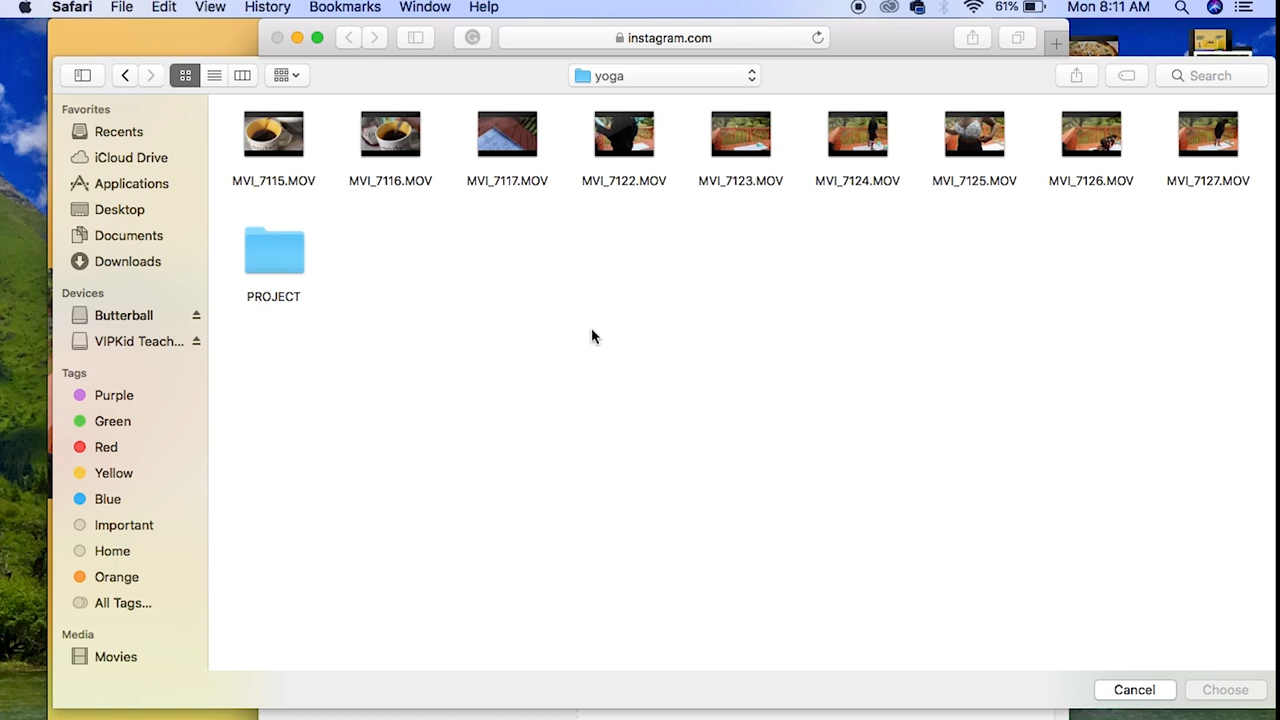 Safari File Edit View History Bookmarks Window Help 61% Mon 8:11 AM
instagram.com
yoga Search
Favorites
Recents
iCloud Drive
Applications
Desktop
Documents
Downloads
Devices
Butterball
VIPKid Teach...
Tags
Purple
Green
Red
Yellow
Blue
Important
Home
Orange
All Tags...
Media
Movies
MVI_7115.MOV MVI_7116.MOV MVI_7117.MOV MVI_7122.MOV MVI_7123.MOV MVI_7124.MOV MVI_7125.MOV MVI_7126.MOV MVI_7127.MOV
PROJECT
Cancel Choose